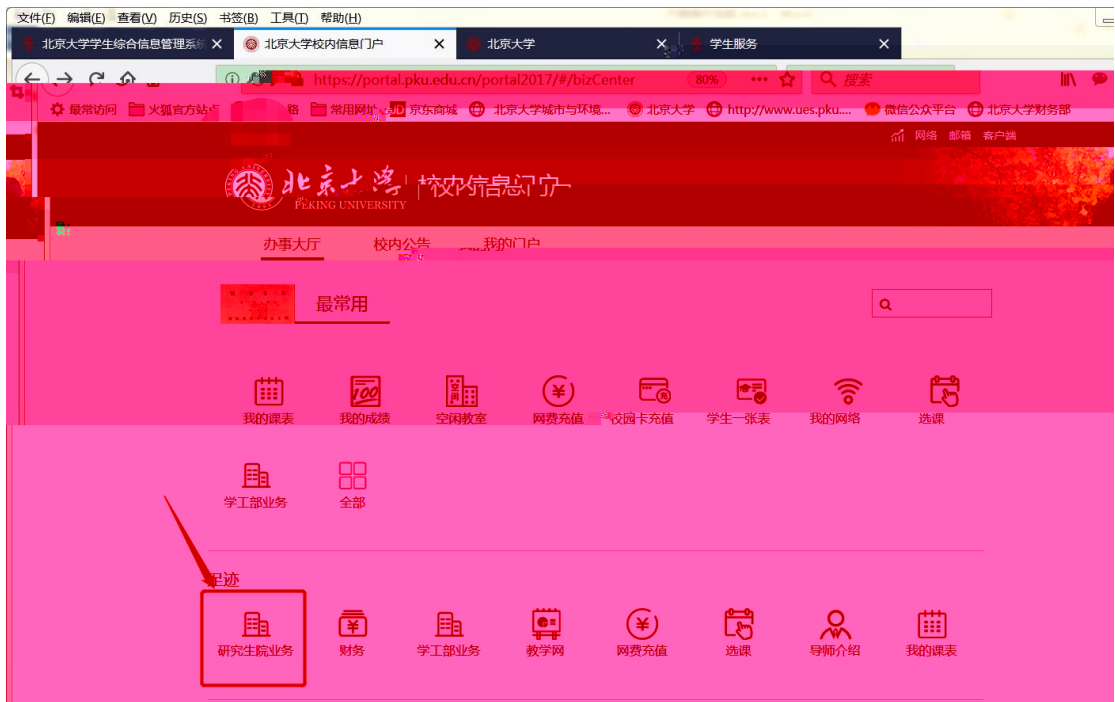 文件(F) 编辑(E) 查看(V) 历史(S) 书签(B) 工具(T) 帮助(H)
北京大学学生综合信息管理系统 北京大学校内信息门户 北京大学 学生服务
https://portal.pku.edu.cn/portal2017/#/bizCenter 80% 搜索
最常访问 火狐官方站点 常用网址 JD 京东商城 北京大学城市与环境... 北京大学 http://www.ues.pku.... 微信公众平台 北京大学财务部
网络 邮箱 客户端
北京大学 校内信息门户
PEKING UNIVERSITY
办事大厅 校内公告 我的门户
最常用
我的课表 我的成绩 空闲教室 网费充值 校园卡充值 学生一张表 我的网络 选课
学工部业务 全部
足迹
研究生院业务 财务 学工部业务 教学网 网费充值 选课 导师介绍 我的课表